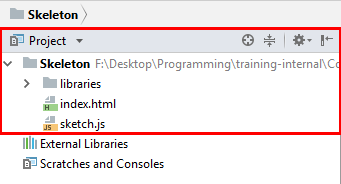 Skeleton
Project
Skeleton F:\Desktop\Programming\training-internal\Co
libraries
index.html
sketch.js
External Libraries
Scratches and Consoles